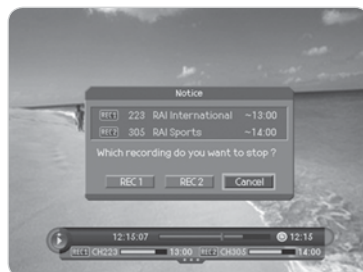 Notice
REC1 223 RAI International ~13:00
REC2 305 RAI Sports ~14:00
Which recording do you want to stop ?
REC 1 REC 2 Cancel
12:15:07 12:15
REC1 CH223 13:00 REC2 CH305 14:00